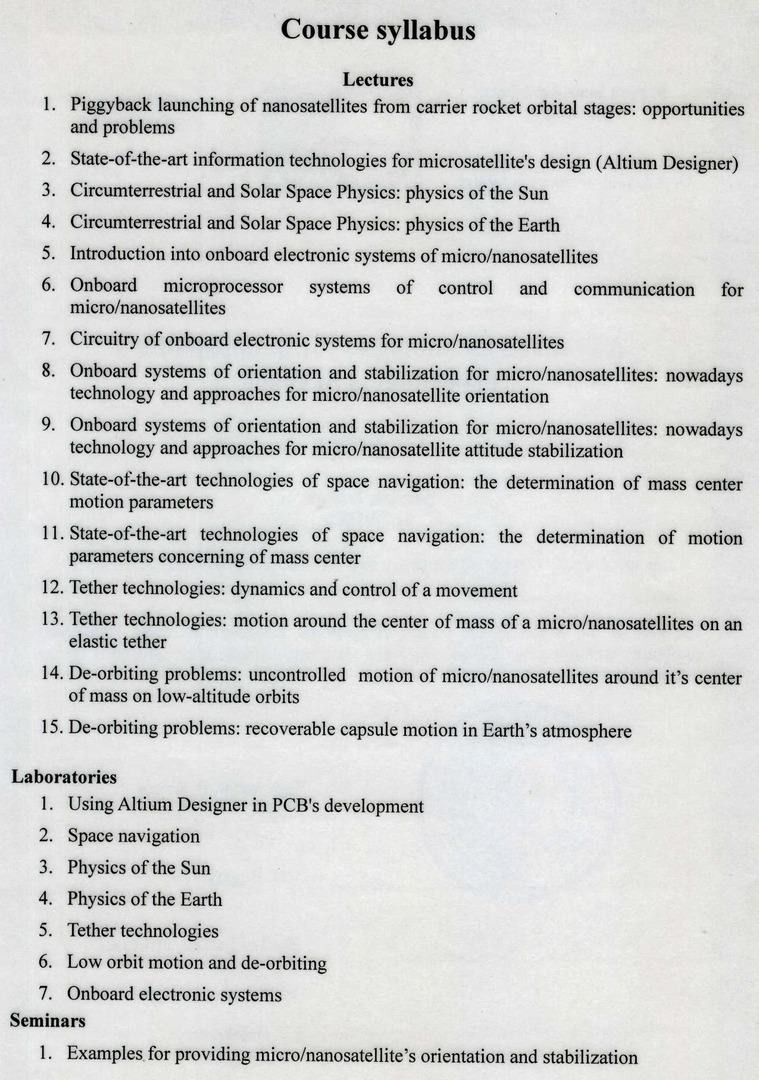 Course syllabus
Lectures
1. Piggyback launching of nanosatellites from carrier rocket orbital stages: opportunities
and problems
2. State-of-the-art information technologies for microsatellite's design (Altium Designer)
3. Circumterrestrial and Solar Space Physics: physics of the Sun
4. Circumterrestrial and Solar Space Physics: physics of the Earth
5. Introduction into onboard electronic systems of micro/nanosatellites
6. Onboard microprocessor systems of control and communication for
micro/nanosatellites
7. Circuitry of onboard electronic systems for micro/nanosatellites
8. Onboard systems of orientation and stabilization for micro/nanosatellites: nowadays
technology and approaches for micro/nanosatellite orientation
9. Onboard systems of orientation and stabilization for micro/nanosatellites: nowadays
technology and approaches for micro/nanosatellite attitude stabilization
10. State-of-the-art technologies of space navigation: the determination of mass center
motion parameters
11. State-of-the-art technologies of space navigation: the determination of motion
parameters concerning of mass center
12. Tether technologies: dynamics and control of a movement
13. Tether technologies: motion around the center of mass of a micro/nanosatellites on an
elastic tether
14. De-orbiting problems: uncontrolled motion of micro/nanosatellites around it’s center
of mass on low-altitude orbits
15. De-orbiting problems: recoverable capsule motion in Earth’s atmosphere
Laboratories
1. Using Altium Designer in PCB's development
2. Space navigation
3. Physics of the Sun
4. Physics of the Earth
5. Tether technologies
6. Low orbit motion and de-orbiting
7. Onboard electronic systems
Seminars
1. Examples for providing micro/nanosatellite’s orientation and stabilization